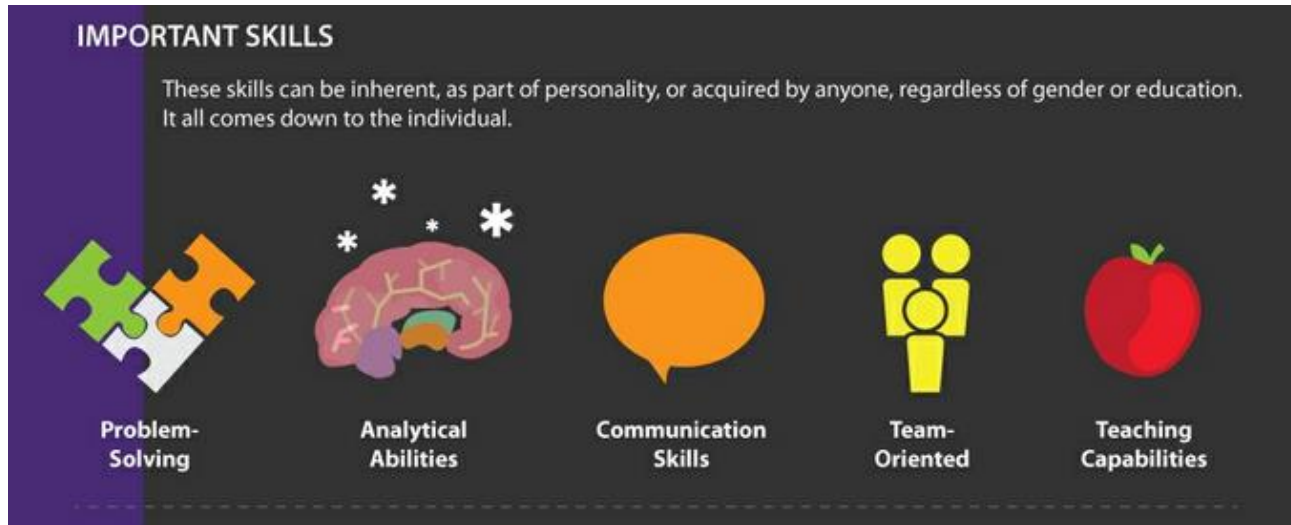 IMPORTANT SKILLS
These skills can be inherent, as part of personality, or acquired by anyone, regardless of gender or education.
It all comes down to the individual.
Problem-
Solving
Analytical
Abilities
Communication
Skills
Team-
Oriented
Teaching
Capabilities